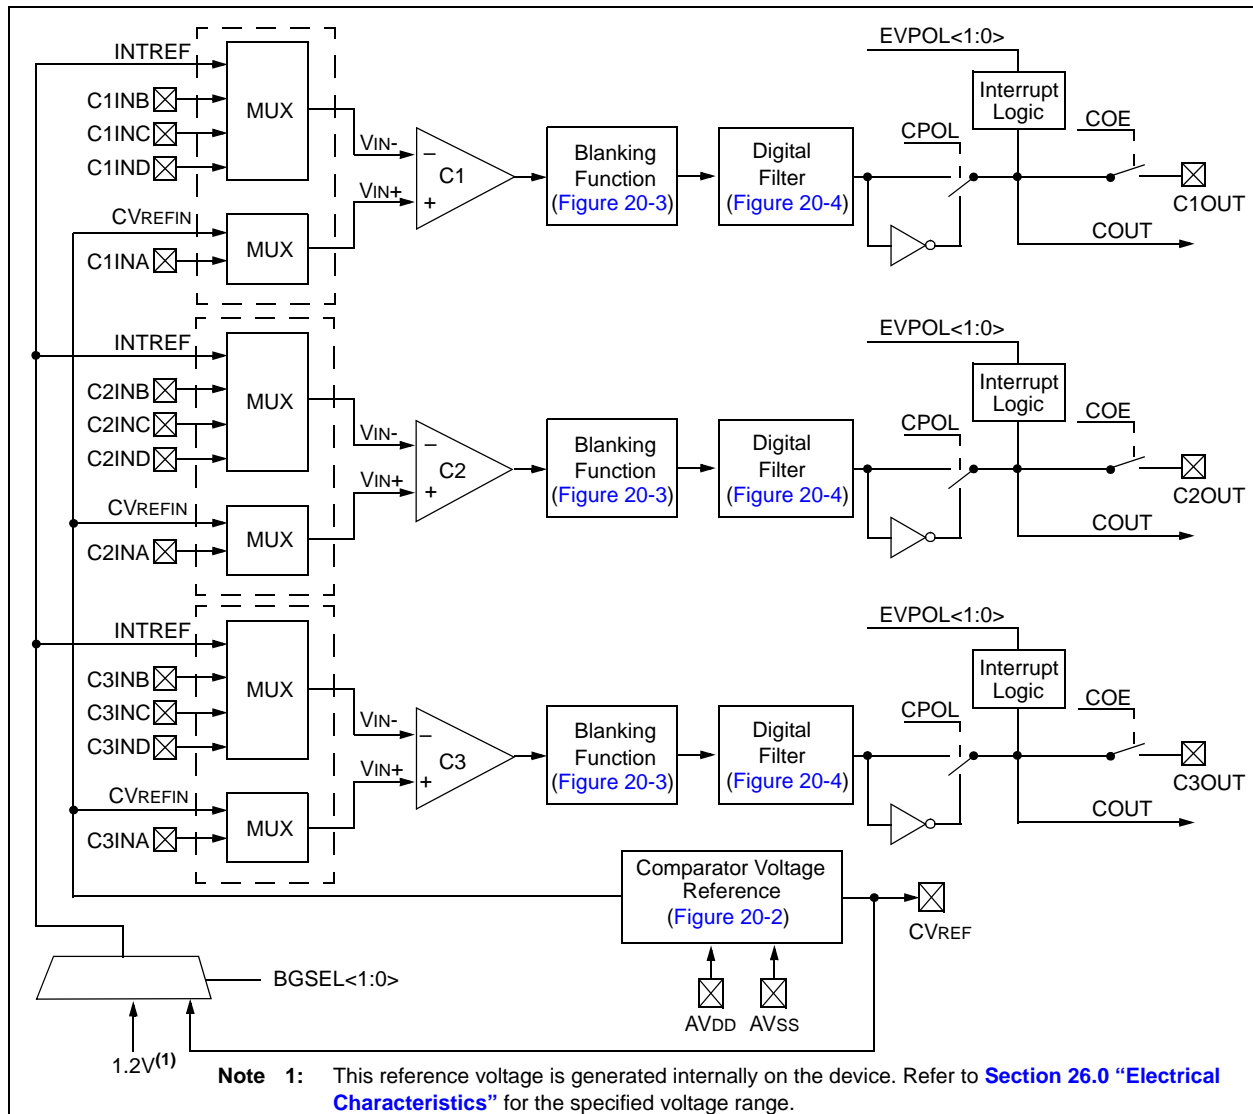 INTREF
C1INB
C1INC
C1IND
MUX
CVREFIN
C1INA
MUX
VIN-
VIN+
–
+
C1
Blanking
Function
(Figure 20-3)
Digital
Filter
(Figure 20-4)
EVPOL<1:0>
Interrupt
Logic
CPOL
COE
C1OUT
COUT
INTREF
C2INB
C2INC
C2IND
MUX
CVREFIN
C2INA
MUX
VIN-
VIN+
–
+
C2
Blanking
Function
(Figure 20-3)
Digital
Filter
(Figure 20-4)
EVPOL<1:0>
Interrupt
Logic
CPOL
COE
C2OUT
COUT
INTREF
C3INB
C3INC
C3IND
MUX
CVREFIN
C3INA
MUX
VIN-
VIN+
–
+
C3
Blanking
Function
(Figure 20-3)
Digital
Filter
(Figure 20-4)
EVPOL<1:0>
Interrupt
Logic
CPOL
COE
C3OUT
COUT
Comparator Voltage
Reference
(Figure 20-2)
CVREF
AVDD
AVSS
BGSEL<1:0>
1.2V(1)
Note 1: This reference voltage is generated internally on the device. Refer to Section 26.0 “Electrical
Characteristics” for the specified voltage range.